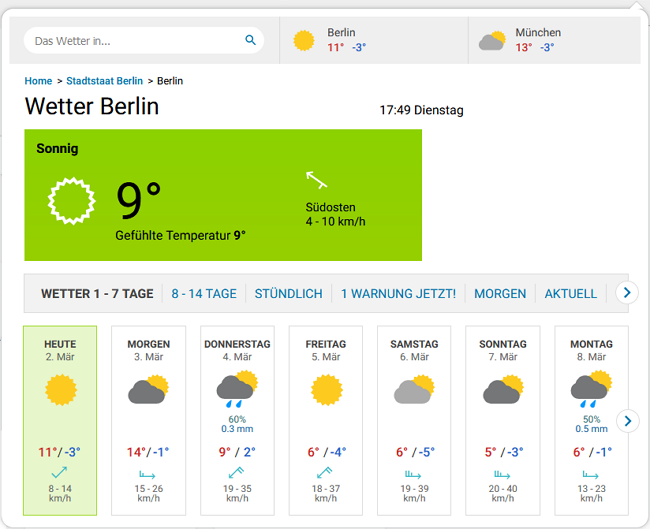 Das Wetter in...
Berlin
11° -3°
München
13° -3°
Home > Stadtstaat Berlin > Berlin
Wetter Berlin
17:49 Dienstag
Sonnig
9°
Gefühlte Temperatur 9°
Südosten
4 - 10 km/h
WETTER 1 - 7 TAGE 8 - 14 TAGE STÜNDLICH 1 WARNUNG JETZT! MORGEN AKTUELL
HEUTE
2. Mär
11°/-3°
8 - 14
km/h
MORGEN
3. Mär
14°/-1°
15 - 26
km/h
DONNERSTAG
4. Mär
60%
0.3 mm
9° / 2°
19 - 35
km/h
FREITAG
5. Mär
6° /-4°
18 - 37
km/h
SAMSTAG
6. Mär
6° /-5°
19 - 39
km/h
SONNTAG
7. Mär
5° /-3°
20 - 40
km/h
MONTAG
8. Mär
50%
0.5 mm
6° /-1°
13 - 23
km/h